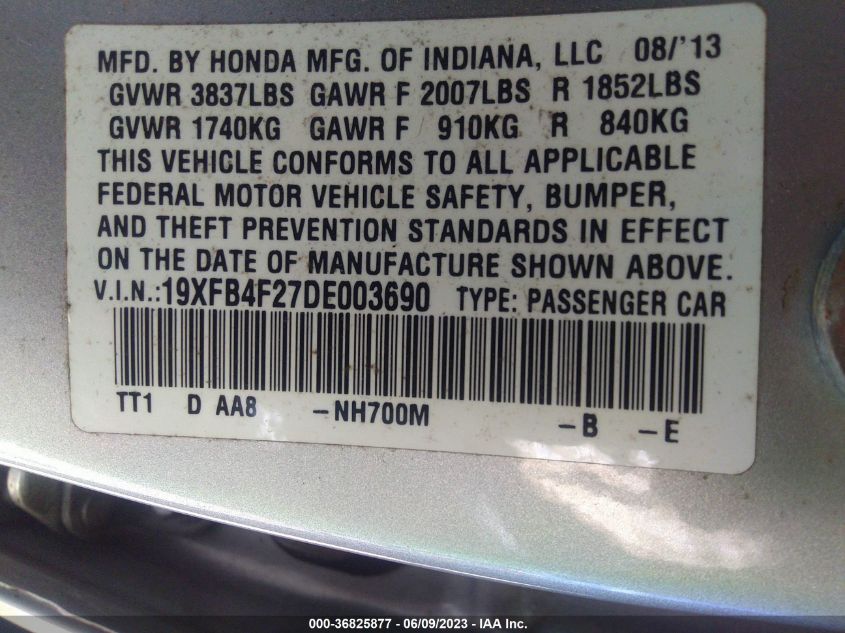 MFD. BY HONDA MFG. OF INDIANA, LLC 08/'13
GVWR 3837LBS GAWR F 2007LBS R 1852LBS
GVWR 1740KG GAWR F 910KG R 840KG
THIS VEHICLE CONFORMS TO ALL APPLICABLE
FEDERAL MOTOR VEHICLE SAFETY, BUMPER,
AND THEFT PREVENTION STANDARDS IN EFFECT
ON THE DATE OF MANUFACTURE SHOWN ABOVE.
V.I.N.:19XFB4F27DE003690 TYPE: PASSENGER CAR
TT1 D AA8 -NH700M -B -E
000-36825877 - 06/09/2023 - IAA Inc.